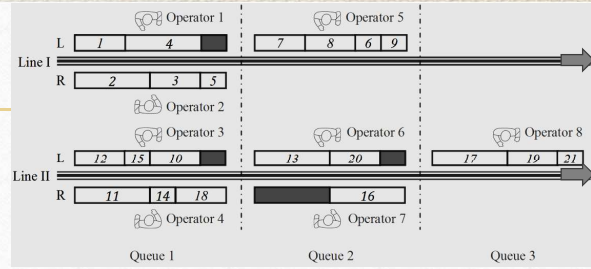 Operator 1 Operator 5
L 1 4 7 8 6 9
Line I
R 2 3 5
Operator 2
Operator 3 Operator 6 Operator 8
L 12 15 10 13 20 17 19 21
Line II
R 11 14 18 16
Operator 4 Operator 7
Queue 1 Queue 2 Queue 3